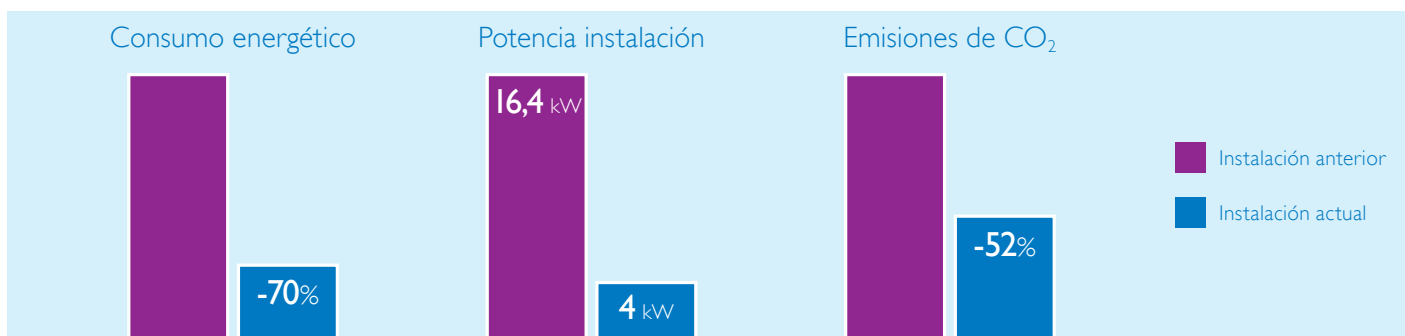 Consumo energético
Potencia instalación
Emisiones de CO₂
16,4 kW
Instalación anterior
Instalación actual
-52%
-70%
4 kW